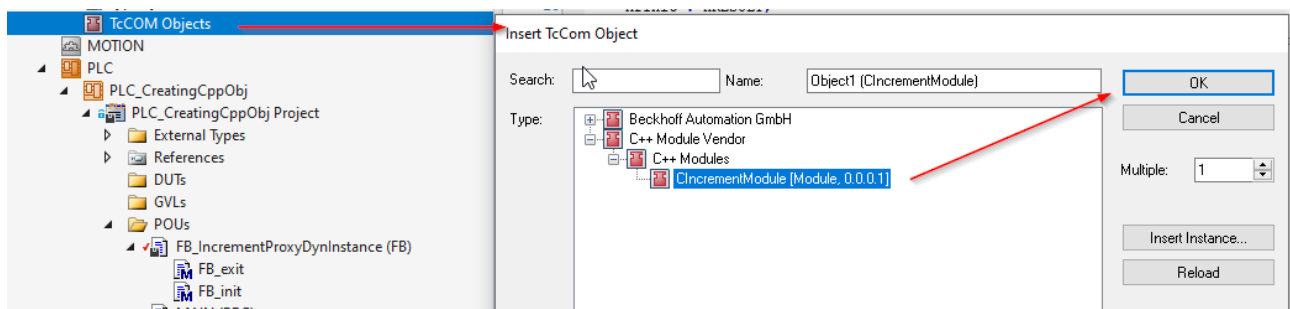 TcCOM Objects
MOTION
PLC
PLC_CreatingCppObj
PLC_CreatingCppObj Project
External Types
References
DUTs
GVLs
POUs
FB_IncrementProxyDynInstance (FB)
FB_exit
FB_init
Insert TcCom Object
Search:
Name: Object1 (CIncrementModule)
OK
Type:
Beckhoff Automation GmbH
Cancel
C++ Module Vendor
C++ Modules
CIncrementModule [Module, 0.0.0.1]
Multiple: 1
Insert Instance...
Reload